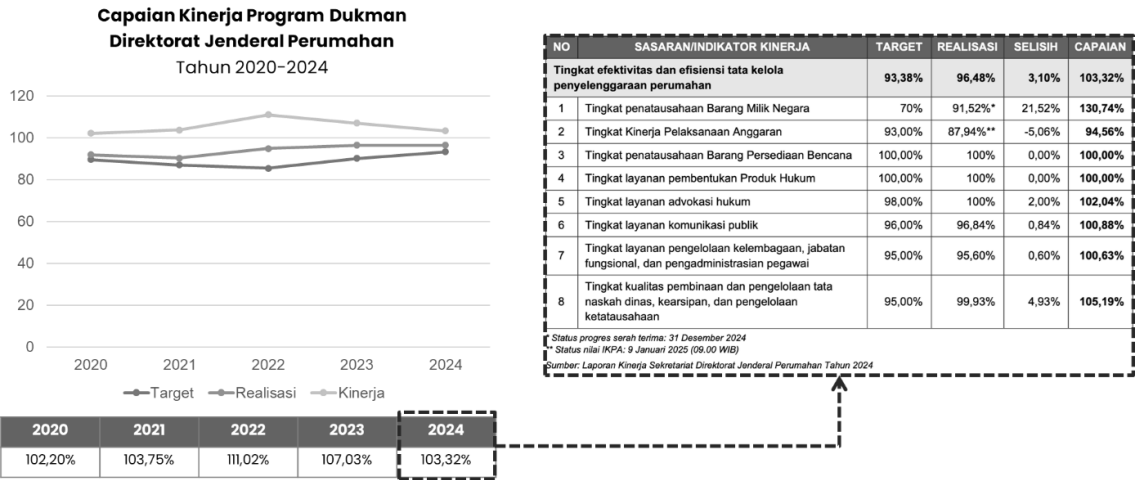 Capaian Kinerja Program Dukman
Direktorat Jenderal Perumahan
Tahun 2020-2024
120
100
80
60
40
20
0
2020 2021 2022 2023 2024
Target Realisasi Kinerja
2020 2021 2022 2023 2024
102,20% 103,75% 111,02% 107,03% 103,32%
NO SASARAN/INDIKATOR KINERJA TARGET REALISASI SELISIH CAPAIAN
Tingkat efektivitas dan efisiensi tata kelola
penyelenggaraan perumahan 93,38% 96,48% 3,10% 103,32%
1 Tingkat penatausahaan Barang Milik Negara 70% 91,52%* 21,52% 130,74%
2 Tingkat Kinerja Pelaksanaan Anggaran 93,00% 87,94%** -5,06% 94,56%
3 Tingkat penatausahaan Barang Persediaan Bencana 100,00% 100% 0,00% 100,00%
4 Tingkat layanan pembentukan Produk Hukum 100,00% 100% 0,00% 100,00%
5 Tingkat layanan advokasi hukum 98,00% 100% 2,00% 102,04%
6 Tingkat layanan komunikasi publik 96,00% 96,84% 0,84% 100,88%
7 Tingkat layanan pengelolaan kelembagaan, jabatan
fungsional, dan pengadministrasian pegawai 95,00% 95,60% 0,60% 100,63%
8 Tingkat kualitas pembinaan dan pengelolaan tata
naskah dinas, kearsipan, dan pengelolaan
ketatausahaan 95,00% 99,93% 4,93% 105,19%
* Status progres serah terima: 31 Desember 2024
** Status nilai IKPA: 9 Januari 2025 (09.00 WIB)
Sumber: Laporan Kinerja Sekretariat Direktorat Jenderal Perumahan Tahun 2024